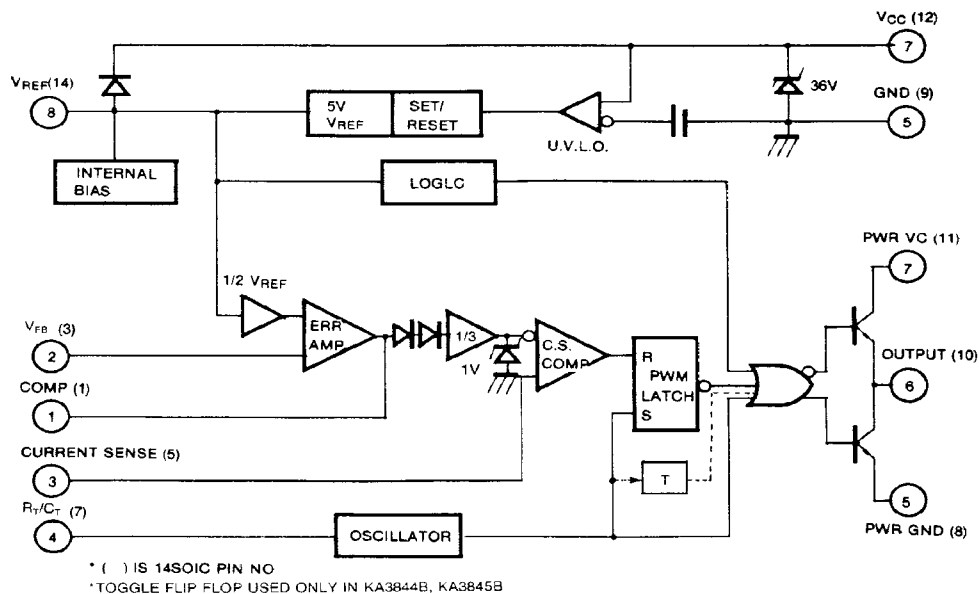 VCC (12)
7
VREF(14)
8
5V
VREF
SET/
RESET
36V
GND (9)
5
U.V.L.O.
INTERNAL
BIAS
LOGLC
PWR VC (11)
7
1/2 VREF
VFB (3)
2
ERR
AMP
1/3
1V
C.S.
COMP
R
PWM
LATCH
S
OUTPUT (10)
6
COMP (1)
1
CURRENT SENSE (5)
3
T
5
PWR GND (8)
RT/CT (7)
4
OSCILLATOR
* ( ) IS 14SOIC PIN NO
*TOGGLE FLIP FLOP USED ONLY IN KA3844B, KA3845B